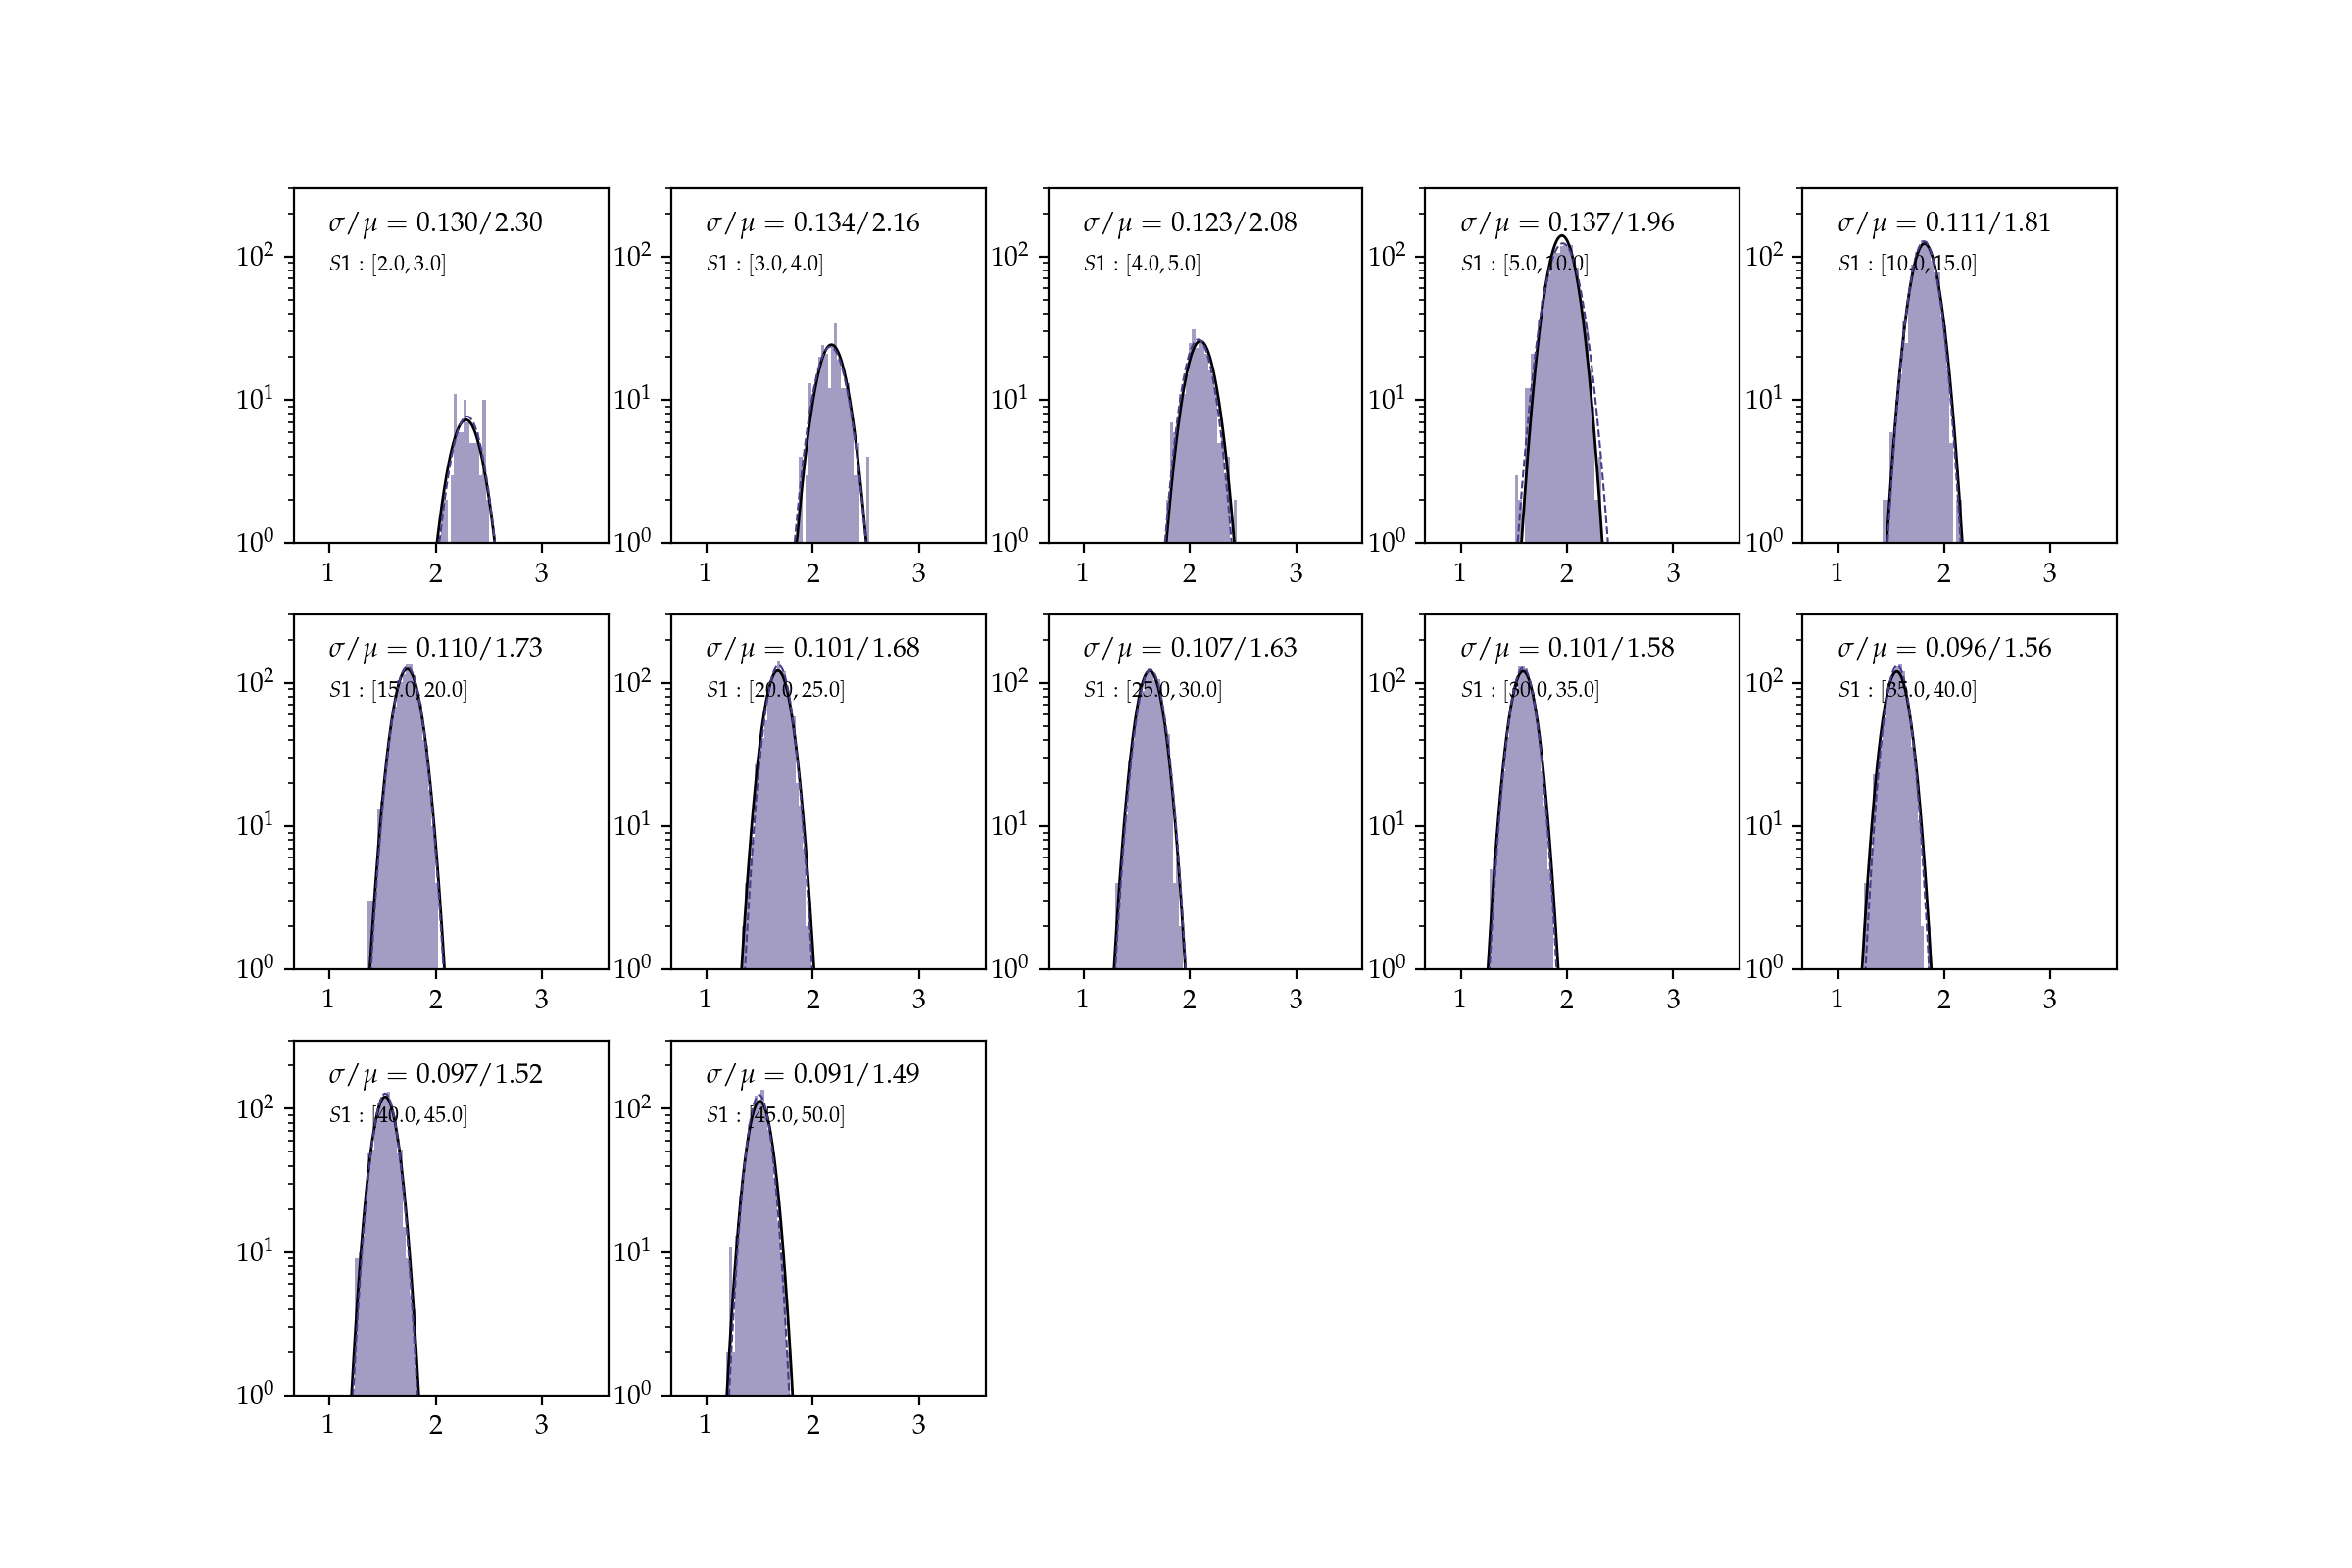 σ/μ = 0.130/2.30
S1 : [2.0, 3.0]
10² 10¹ 10⁰
1 2 3
σ/μ = 0.134/2.16
S1 : [3.0, 4.0]
10² 10¹ 10⁰
1 2 3
σ/μ = 0.123/2.08
S1 : [4.0, 5.0]
10² 10¹ 10⁰
1 2 3
σ/μ = 0.137/1.96
S1 : [5.0, 10.0]
10² 10¹ 10⁰
1 2 3
σ/μ = 0.111/1.81
S1 : [10.0, 15.0]
10² 10¹ 10⁰
1 2 3
σ/μ = 0.110/1.73
S1 : [15.0, 20.0]
10² 10¹ 10⁰
1 2 3
σ/μ = 0.101/1.68
S1 : [20.0, 25.0]
10² 10¹ 10⁰
1 2 3
σ/μ = 0.107/1.63
S1 : [25.0, 30.0]
10² 10¹ 10⁰
1 2 3
σ/μ = 0.101/1.58
S1 : [30.0, 35.0]
10² 10¹ 10⁰
1 2 3
σ/μ = 0.096/1.56
S1 : [35.0, 40.0]
10² 10¹ 10⁰
1 2 3
σ/μ = 0.097/1.52
S1 : [40.0, 45.0]
10² 10¹ 10⁰
1 2 3
σ/μ = 0.091/1.49
S1 : [45.0, 50.0]
10² 10¹ 10⁰
1 2 3